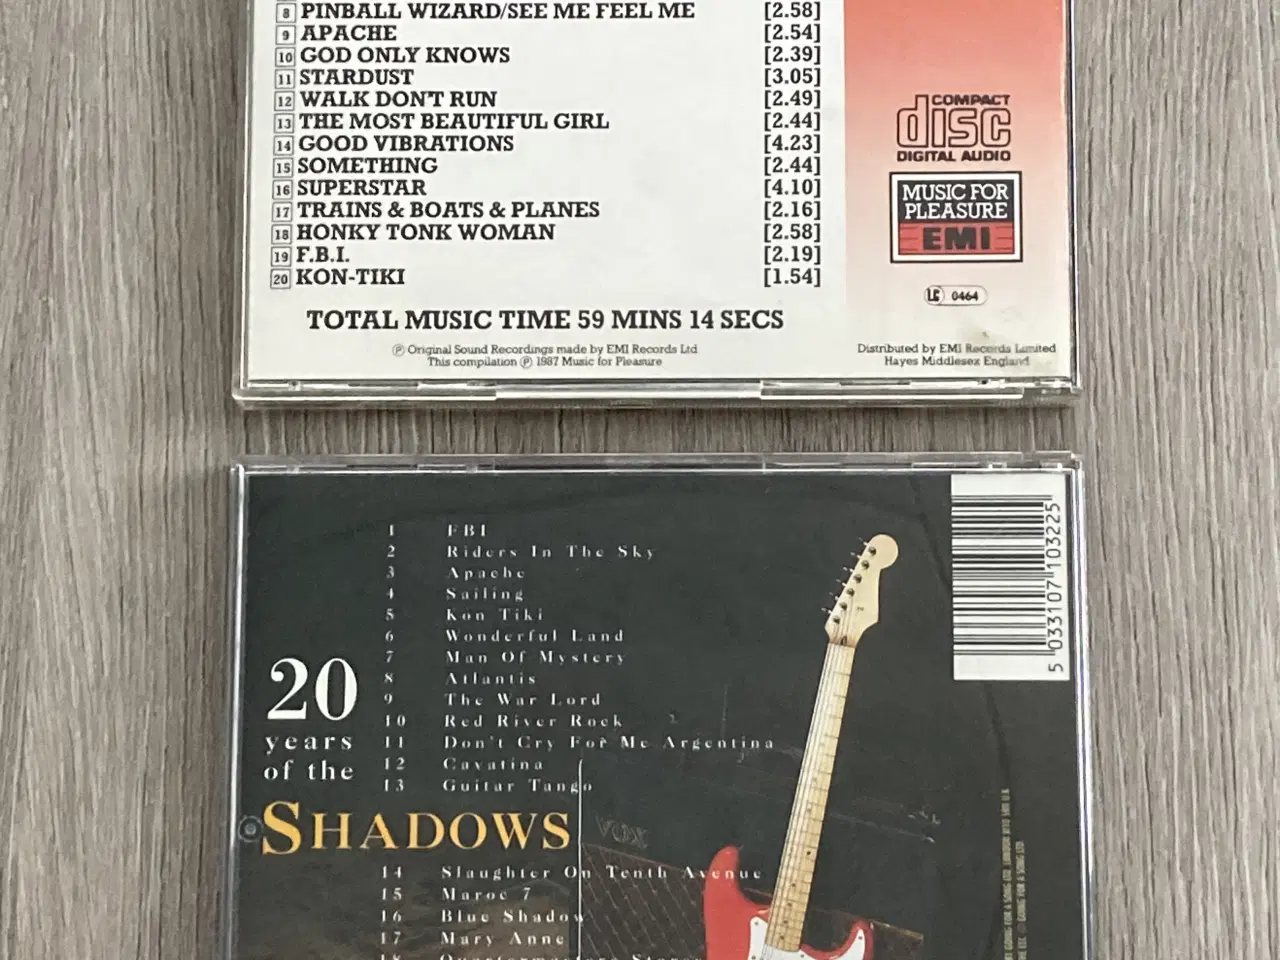 8 PINBALL WIZARD/SEE ME FEEL ME [2.58]
9 APACHE [2.54]
10 GOD ONLY KNOWS [2.39]
11 STARDUST [3.05]
12 WALK DON'T RUN [2.49]
13 THE MOST BEAUTIFUL GIRL [2.44]
14 GOOD VIBRATIONS [4.23]
15 SOMETHING [2.44]
16 SUPERSTAR [4.10]
17 TRAINS & BOATS & PLANES [2.16]
18 HONKY TONK WOMAN [2.58]
19 F.B.I. [2.19]
20 KON-TIKI [1.54]
TOTAL MUSIC TIME 59 MINS 14 SECS
Ⓟ Original Sound Recordings made by EMI Records Ltd
This compilation Ⓟ 1987 Music for Pleasure
COMPACT
disc
DIGITAL AUDIO
MUSIC FOR
PLEASURE
EMI
LC 0464
Distributed by EMI Records Limited
Hayes Middlesex England
1 FBI
2 Riders In The Sky
3 Apache
4 Sailing
5 Kon Tiki
6 Wonderful Land
7 Man Of Mystery
8 Atlantis
9 The War Lord
10 Red River Rock
11 Don't Cry For Me Argentina
12 Cavatina
13 Guitar Tango
20
years
of the
SHADOWS
14 Slaughter On Tenth Avenue
15 Maroc 7
16 Blue Shadow
17 Mary Anne
18 Quartermasters Stores
VOX
5 033107 103225